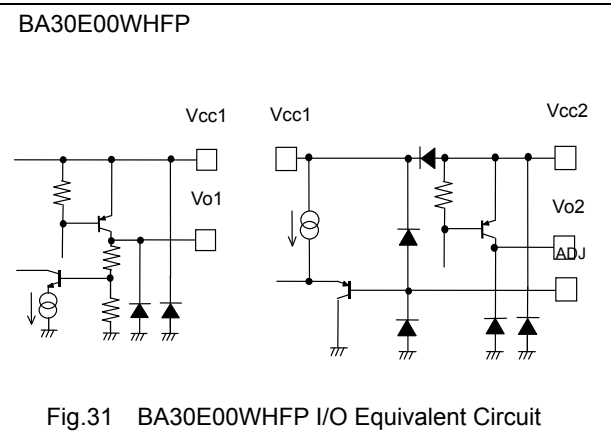 BA30E00WHFP
Vcc1 Vcc1 Vcc2
Vo1 Vo2
ADJ
Fig.31 BA30E00WHFP I/O Equivalent Circuit